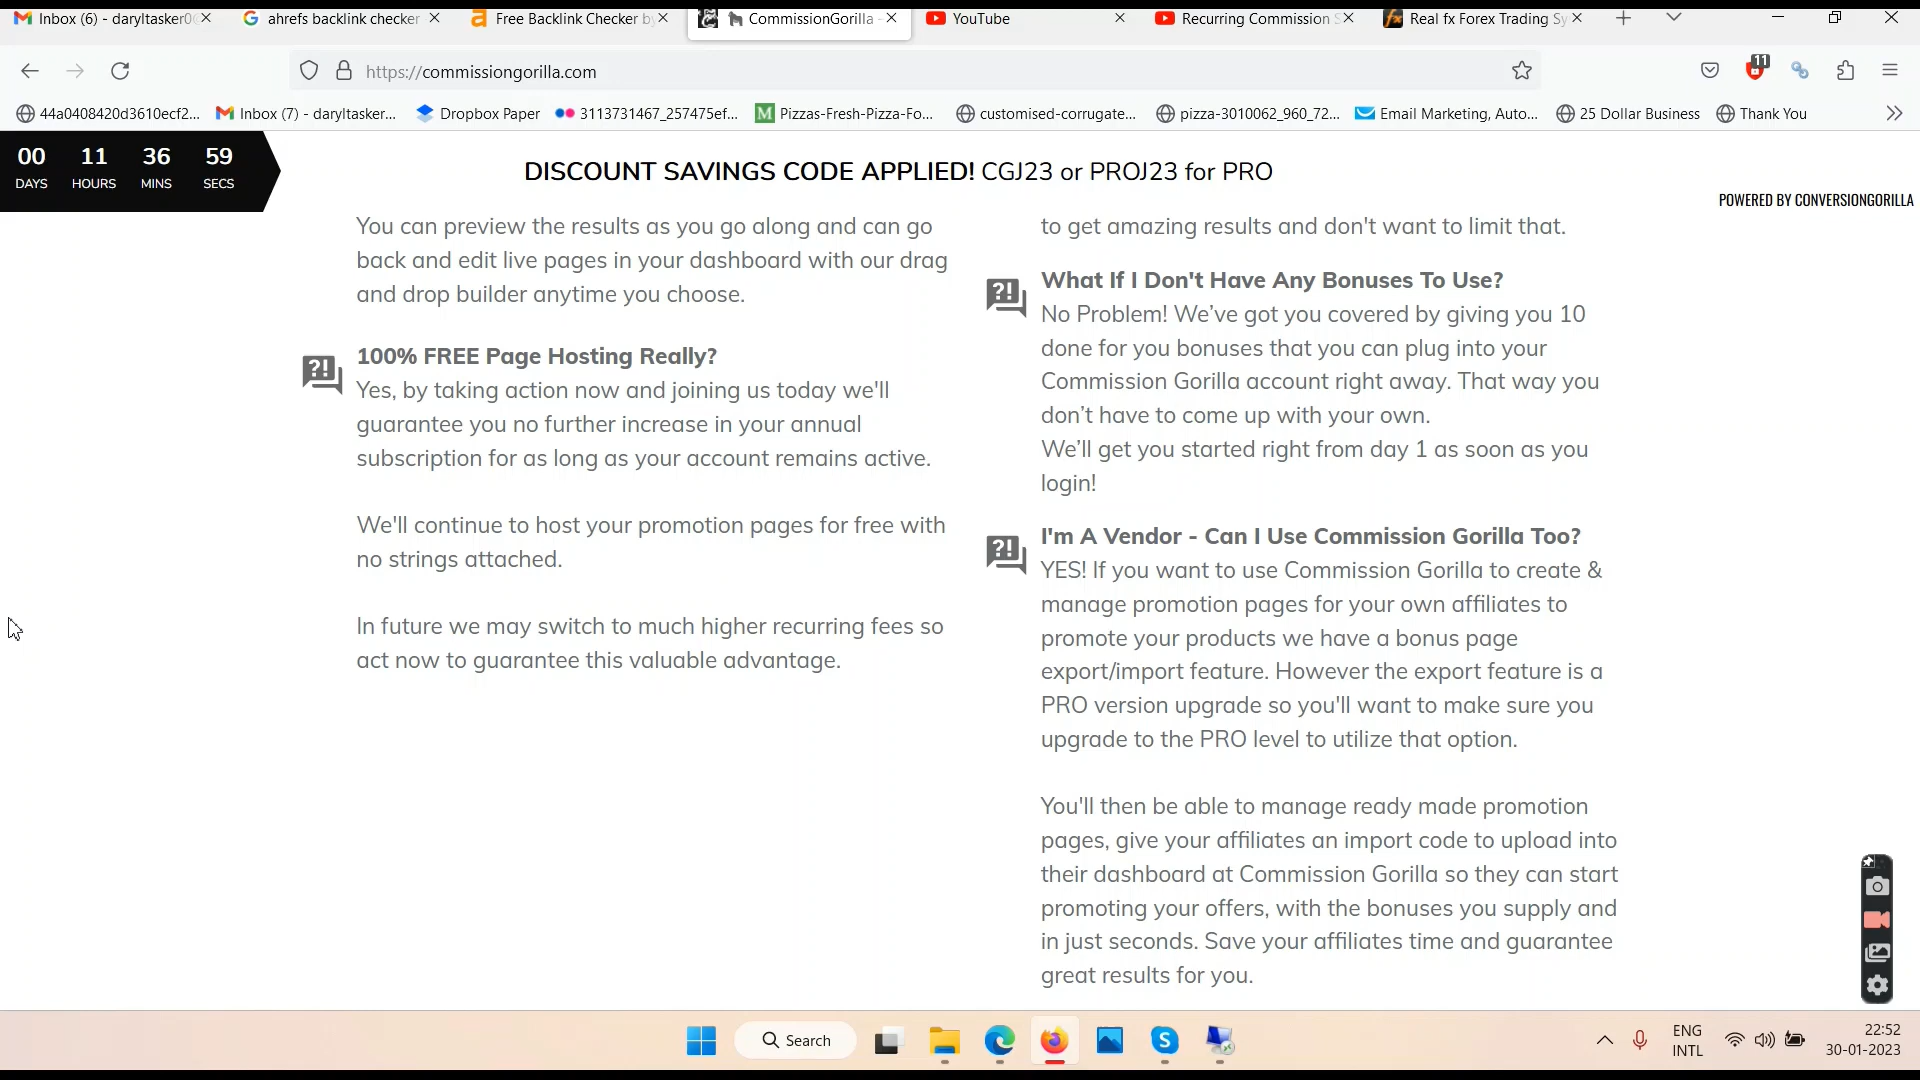 Inbox (6) - daryltasker0
ahrefs backlink checker
Free Backlink Checker by
CommissionGorilla -
YouTube
Recurring Commission S
Real fx Forex Trading Sy
https://commissiongorilla.com
11
44a0408420d3610ecf2...
Inbox (7) - daryltasker...
Dropbox Paper
3113731467_257475ef...
Pizzas-Fresh-Pizza-Fo...
customised-corrugate...
pizza-3010062_960_72...
Email Marketing, Auto...
25 Dollar Business
Thank You
00 11 36 59
DAYS HOURS MINS SECS
DISCOUNT SAVINGS CODE APPLIED! CGJ23 or PROJ23 for PRO
POWERED BY CONVERSIONGORILLA
You can preview the results as you go along and can go
back and edit live pages in your dashboard with our drag
and drop builder anytime you choose.
100% FREE Page Hosting Really?
Yes, by taking action now and joining us today we'll
guarantee you no further increase in your annual
subscription for as long as your account remains active.
We'll continue to host your promotion pages for free with
no strings attached.
In future we may switch to much higher recurring fees so
act now to guarantee this valuable advantage.
to get amazing results and don't want to limit that.
What If I Don't Have Any Bonuses To Use?
No Problem! We’ve got you covered by giving you 10
done for you bonuses that you can plug into your
Commission Gorilla account right away. That way you
don’t have to come up with your own.
We’ll get you started right from day 1 as soon as you
login!
I'm A Vendor - Can I Use Commission Gorilla Too?
YES! If you want to use Commission Gorilla to create &
manage promotion pages for your own affiliates to
promote your products we have a bonus page
export/import feature. However the export feature is a
PRO version upgrade so you'll want to make sure you
upgrade to the PRO level to utilize that option.
You'll then be able to manage ready made promotion
pages, give your affiliates an import code to upload into
their dashboard at Commission Gorilla so they can start
promoting your offers, with the bonuses you supply and
in just seconds. Save your affiliates time and guarantee
great results for you.
Search
ENG
INTL
22:52
30-01-2023